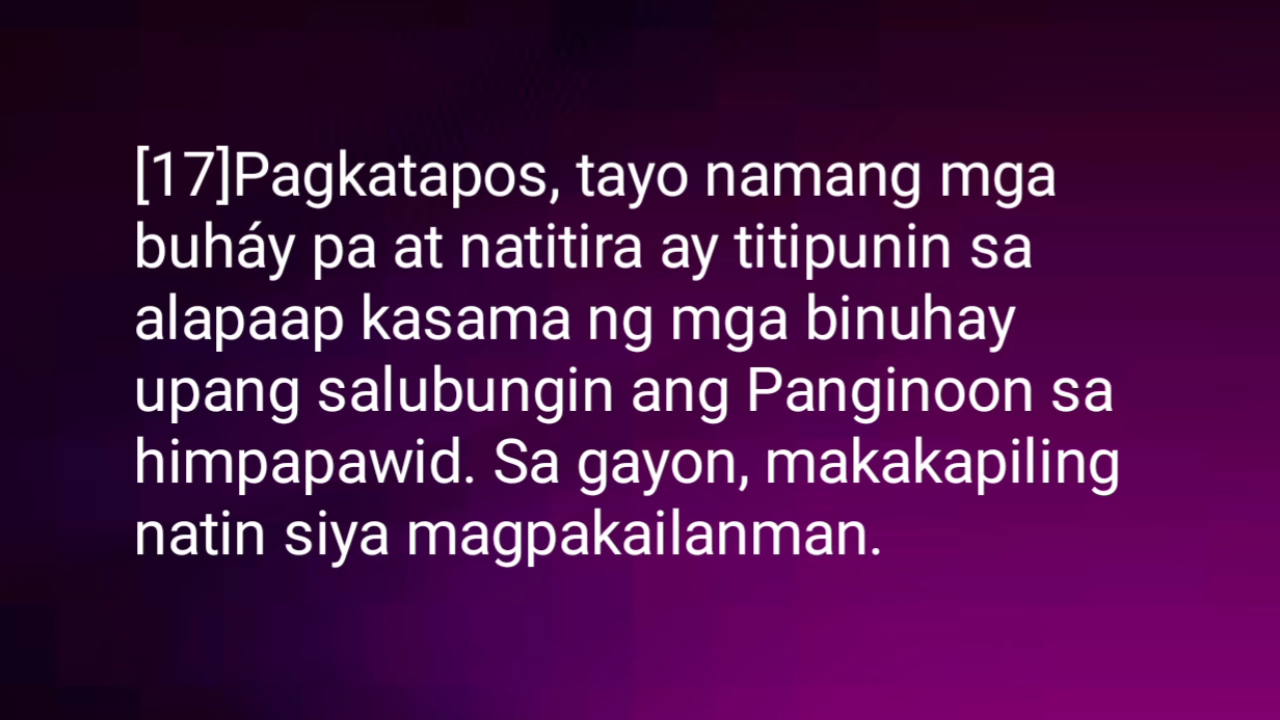 [17]Pagkatapos, tayo namang mga
buháy pa at natitira ay titipunin sa
alapaap kasama ng mga binuhay
upang salubungin ang Panginoon sa
himpapawid. Sa gayon, makakapiling
natin siya magpakailanman.